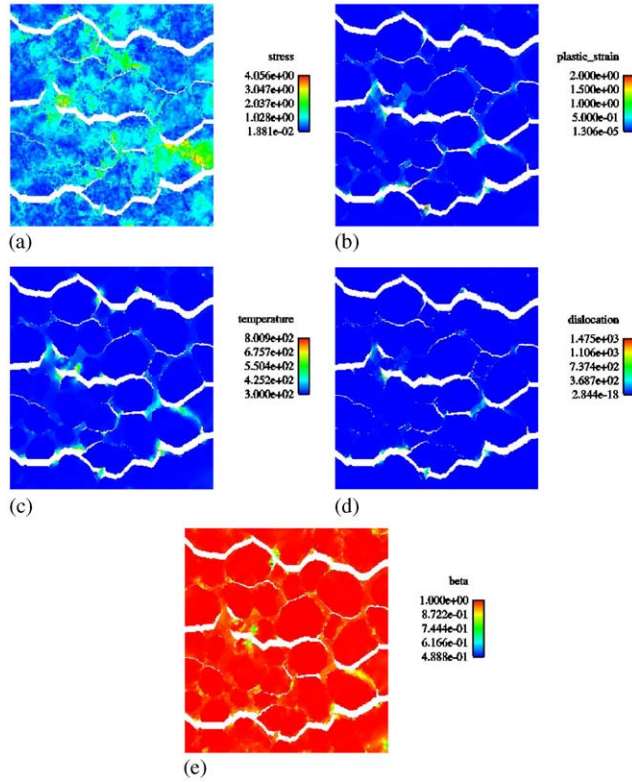 stress
4.056e+00
3.047e+00
2.037e+00
1.028e+00
1.881e-02
(a)
plastic_strain
2.000e+00
1.500e+00
1.000e+00
5.000e-01
1.306e-05
(b)
temperature
8.009e+02
6.757e+02
5.504e+02
4.252e+02
3.000e+02
(c)
dislocation
1.475e+03
1.106e+03
7.374e+02
3.687e+02
2.844e-18
(d)
beta
1.000e+00
8.722e-01
7.444e-01
6.166e-01
4.888e-01
(e)